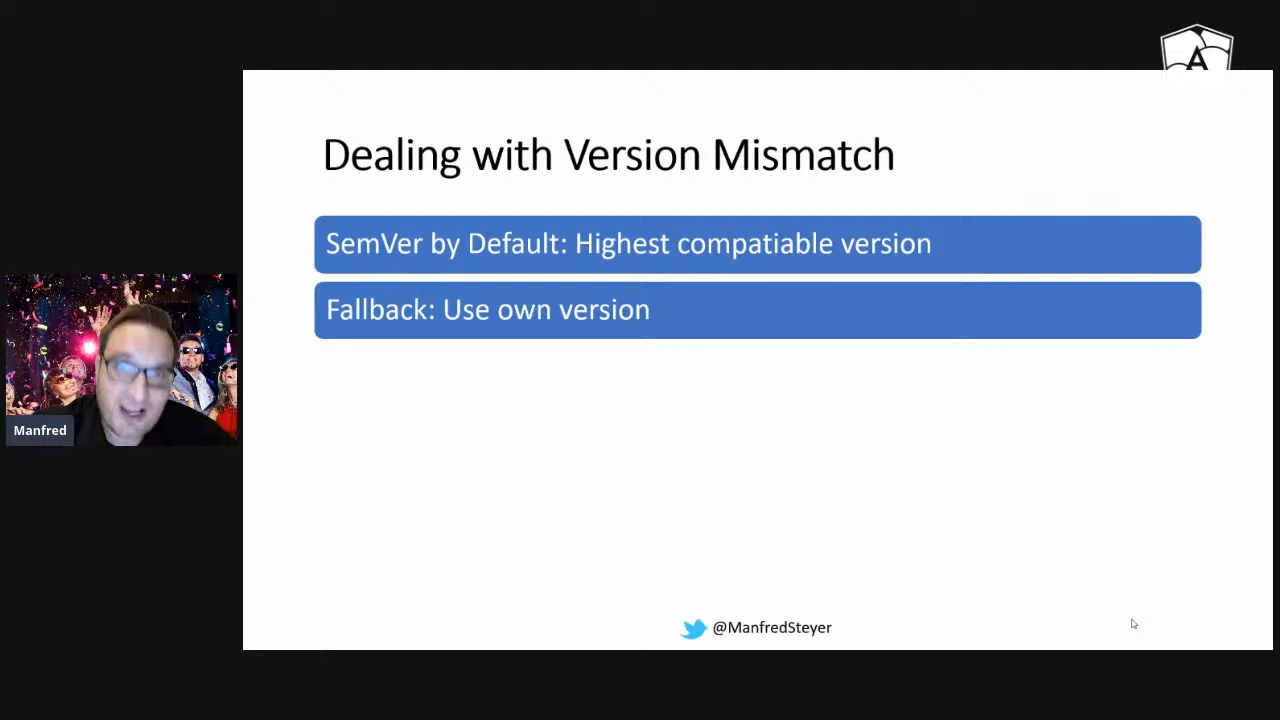 A
Dealing with Version Mismatch
SemVer by Default: Highest compatiable version
Fallback: Use own version
Manfred
@ManfredSteyer